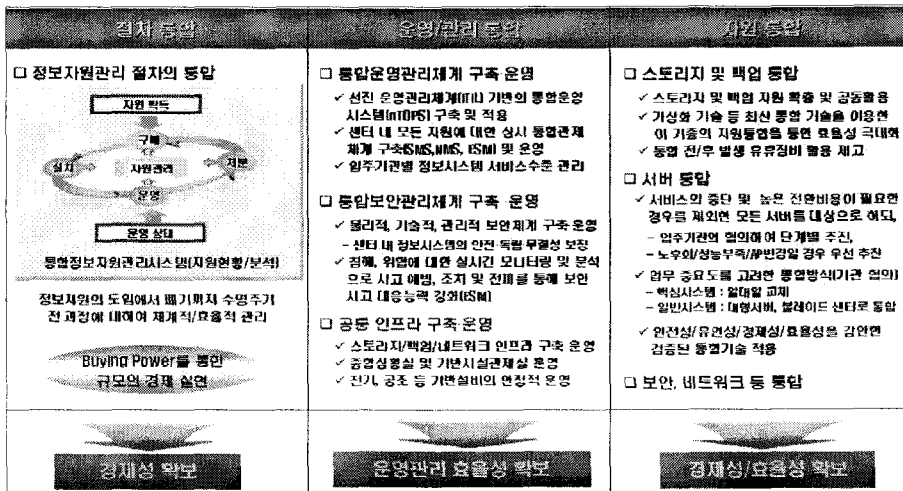 절차 통합
□ 정보자원관리 절차의 통합
자원 획득
구매
설치
자원관리
처분
운영
운영 상태
통합정보자원관리시스템(자원현황/분석)
정보자원의 도입에서 폐기까지 수명주기
전 과정에 대하여 체계적/효율적 관리
Buying Power를 통한
규모의 경제 실현
경제성 확보
운영/관리 통합
□ 통합운영관리체계 구축·운영
✓ 선진 운영관리체계(ITIL) 기반의 통합운영
시스템(nTOPS) 구축 및 적용
✓ 센터 내 모든 자원에 대한 상시 통합관제
체계 구축(SMS,NMS, ESM) 및 운영
✓ 입주기관별 정보시스템 서비스수준 관리
□ 통합보안관리체계 구축·운영
✓ 물리적, 기술적, 관리적 보안체계 구축·운영
– 센터 내 정보시스템의 안전·독립·무결성 보장
✓ 침해, 위협에 대한 실시간 모니터링 및 분석
으로 사고 예방, 조치 및 전파를 통해 보안
사고 대응능력 강화(ESM)
□ 공통 인프라 구축·운영
✓ 스토리지/백업/네트워크 인프라 구축·운영
✓ 종합상황실 및 기반시설관제실 운영
✓ 전기, 공조 등 기반설비의 안정적 운영
운영관리 효율성 확보
자원 통합
□ 스토리지 및 백업 통합
✓ 스토리지 및 백업 자원 확충 및 공동활용
✓ 가상화 기술 등 최신 통합 기술을 이용한
이 기종의 자원통합을 통한 효율성 극대화
✓ 통합 전/후 발생 유휴장비 활용 제고
□ 서버 통합
✓ 서비스의 중단 및 높은 전환비용이 필요한
경우를 제외한 모든 서버를 대상으로 하되,
– 입주기관의 협의하여 단계별 추진,
– 노후화/성능부족/AP변경일 경우 우선 추진
✓ 업무 중요도를 고려한 통합방식(기관 협의)
– 핵심시스템 : 일대일 교체
– 일반시스템 : 대형서버, 블레이드 센터로 통합
✓ 안전성/유연성/경제성/효율성을 감안한
검증된 통합기술 적용
□ 보안, 네트워크 등 통합
경제성/효율성 확보